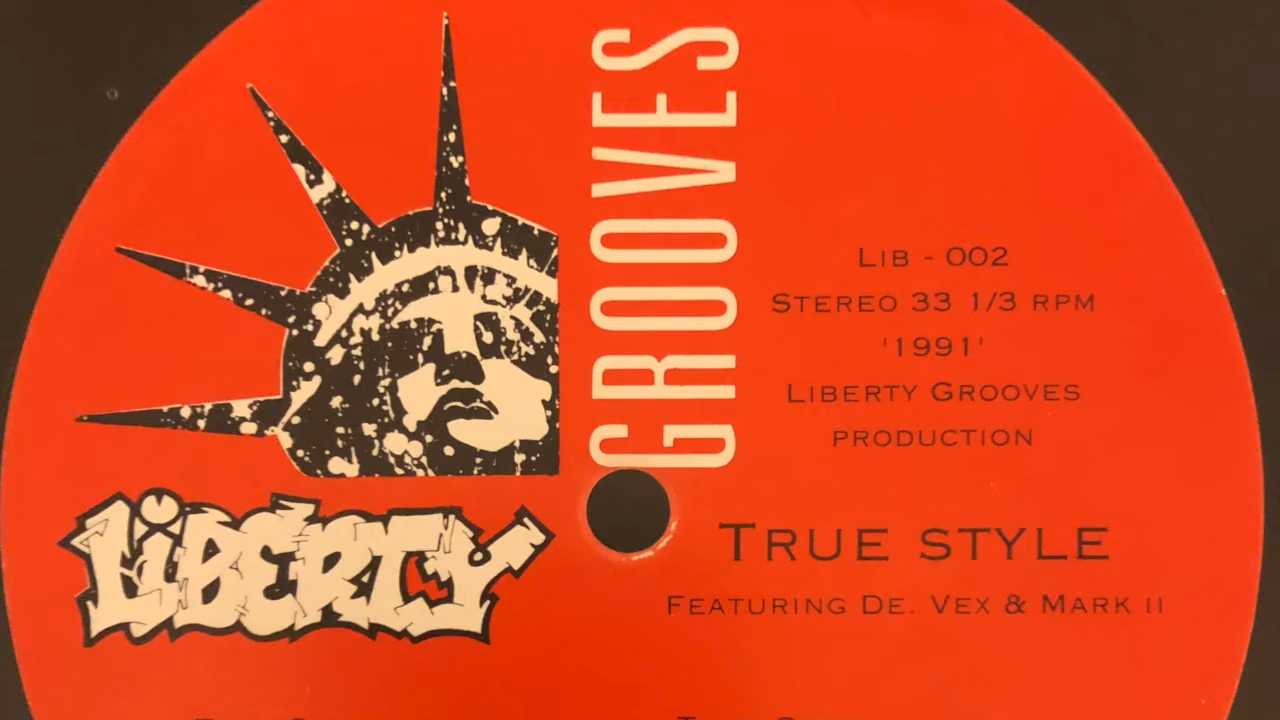 GROOVES
LIBERTY
LIB - 002
STEREO 33 1/3 RPM
'1991'
LIBERTY GROOVES
PRODUCTION
TRUE STYLE
FEATURING DE. VEX & MARK II